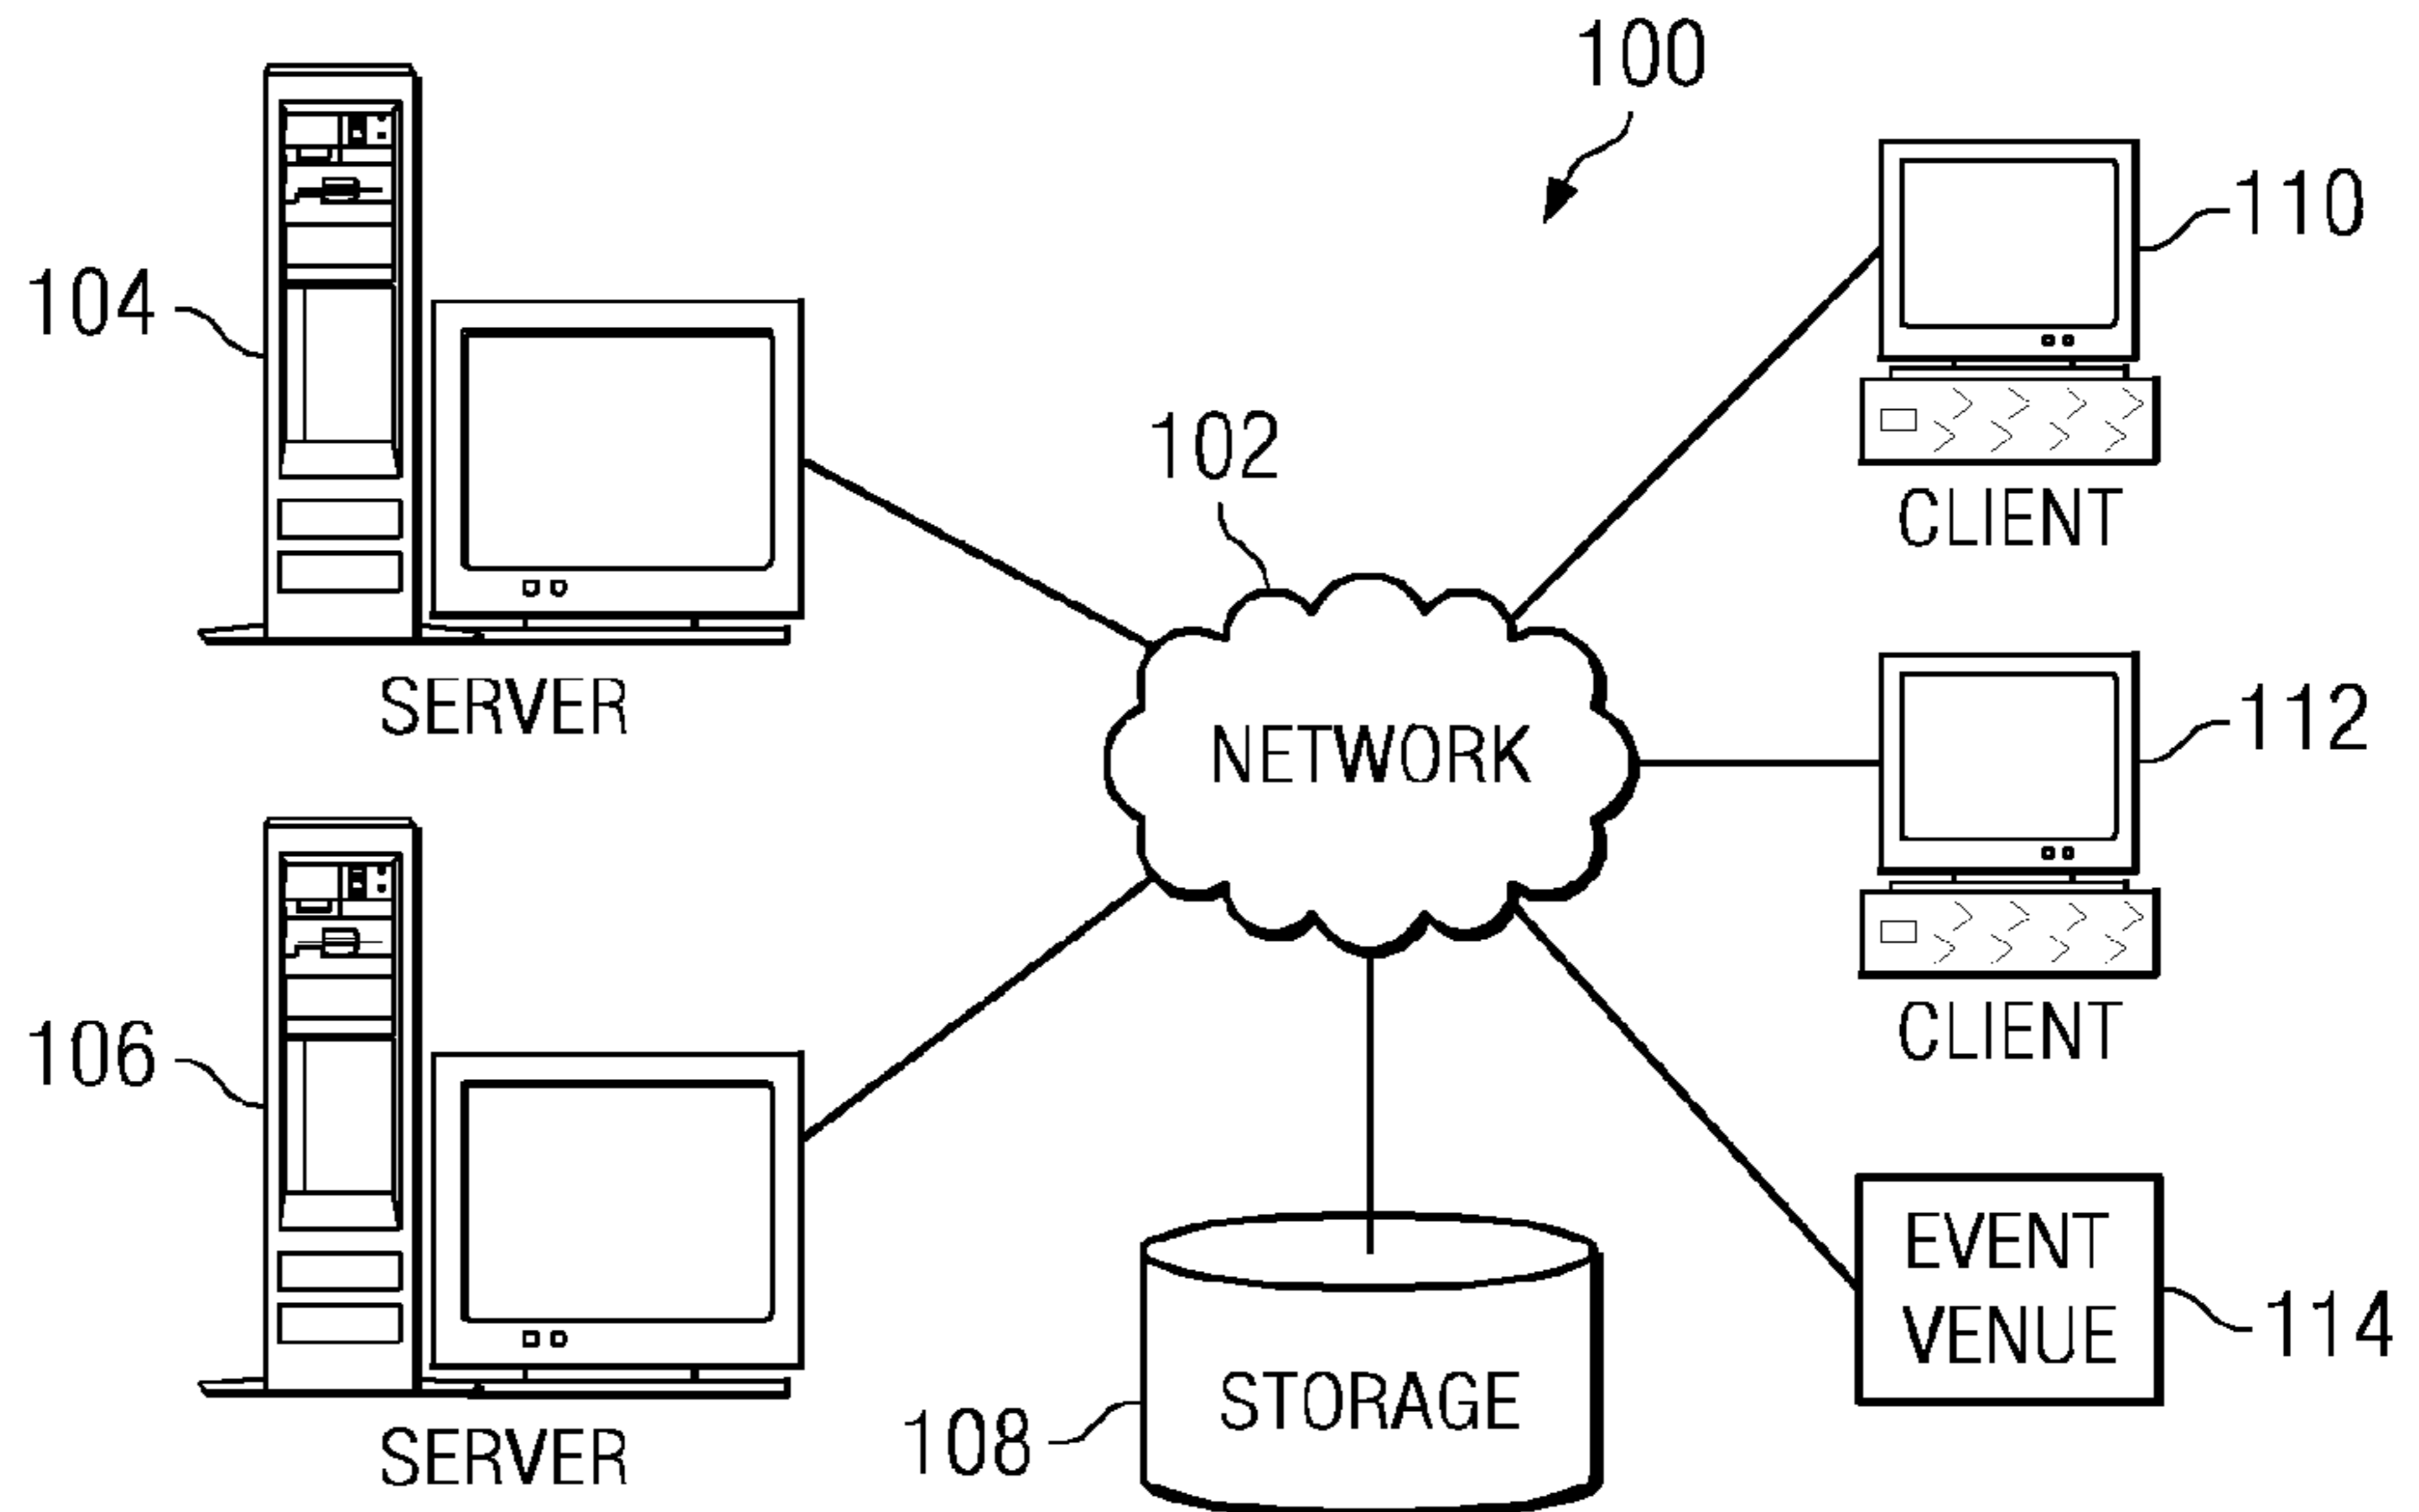 100
110
104
CLIENT
102
SERVER
112
NETWORK
CLIENT
106
EVENT
VENUE
114
STORAGE
108
SERVER